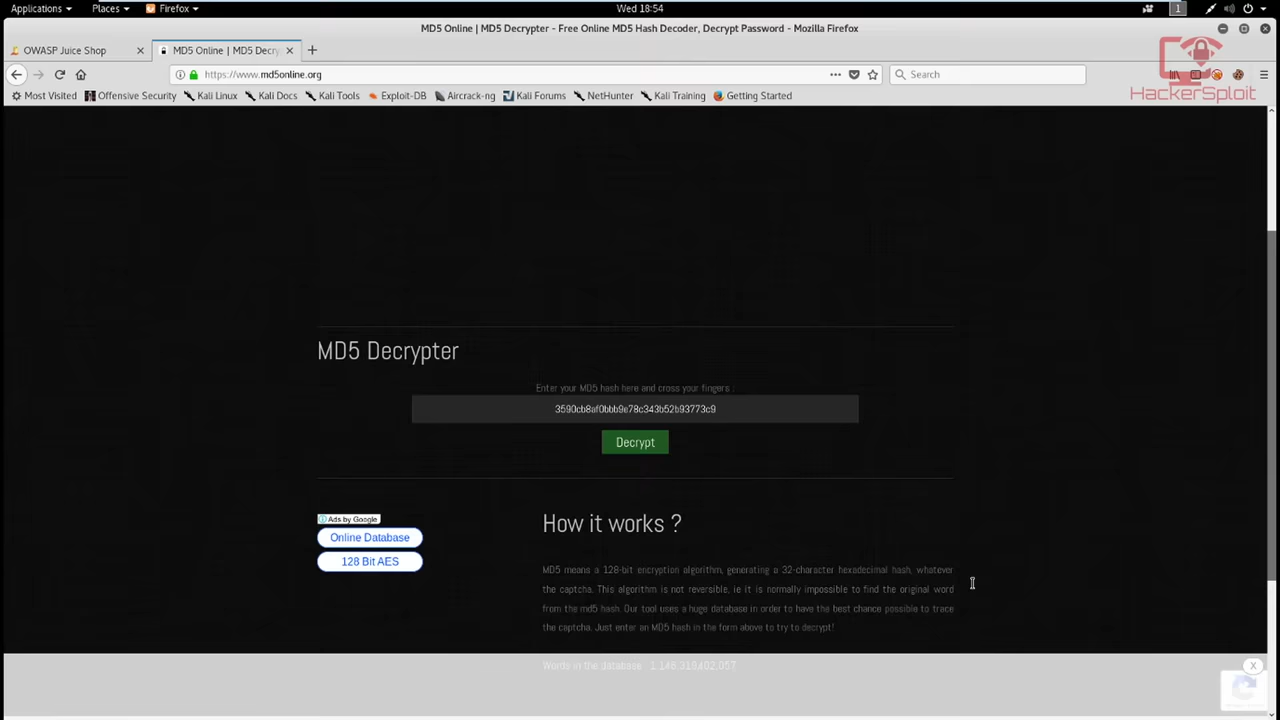 Applications Places Firefox Wed 18:54 1
MD5 Online | MD5 Decrypter - Free Online MD5 Hash Decoder, Decrypt Password - Mozilla Firefox
OWASP Juice Shop MD5 Online | MD5 Decry
https://www.md5online.org Search
Most Visited Offensive Security Kali Linux Kali Docs Kali Tools Exploit-DB Aircrack-ng Kali Forums NetHunter Kali Training Getting Started
HackerSploit
MD5 Decrypter
Enter your MD5 hash here and cross your fingers :
3590cb8af0bbb9e78c343b52b93773c9
Decrypt
Ads by Google
Online Database
128 Bit AES
How it works ?
MD5 means a 128-bit encryption algorithm, generating a 32-character hexadecimal hash, whatever
the captcha. This algorithm is not reversible, ie it is normally impossible to find the original word
from the md5 hash. Our tool uses a huge database in order to have the best chance possible to trace
the captcha. Just enter an MD5 hash in the form above to try to decrypt!
Words in the database : 1,146,319,402,057
X